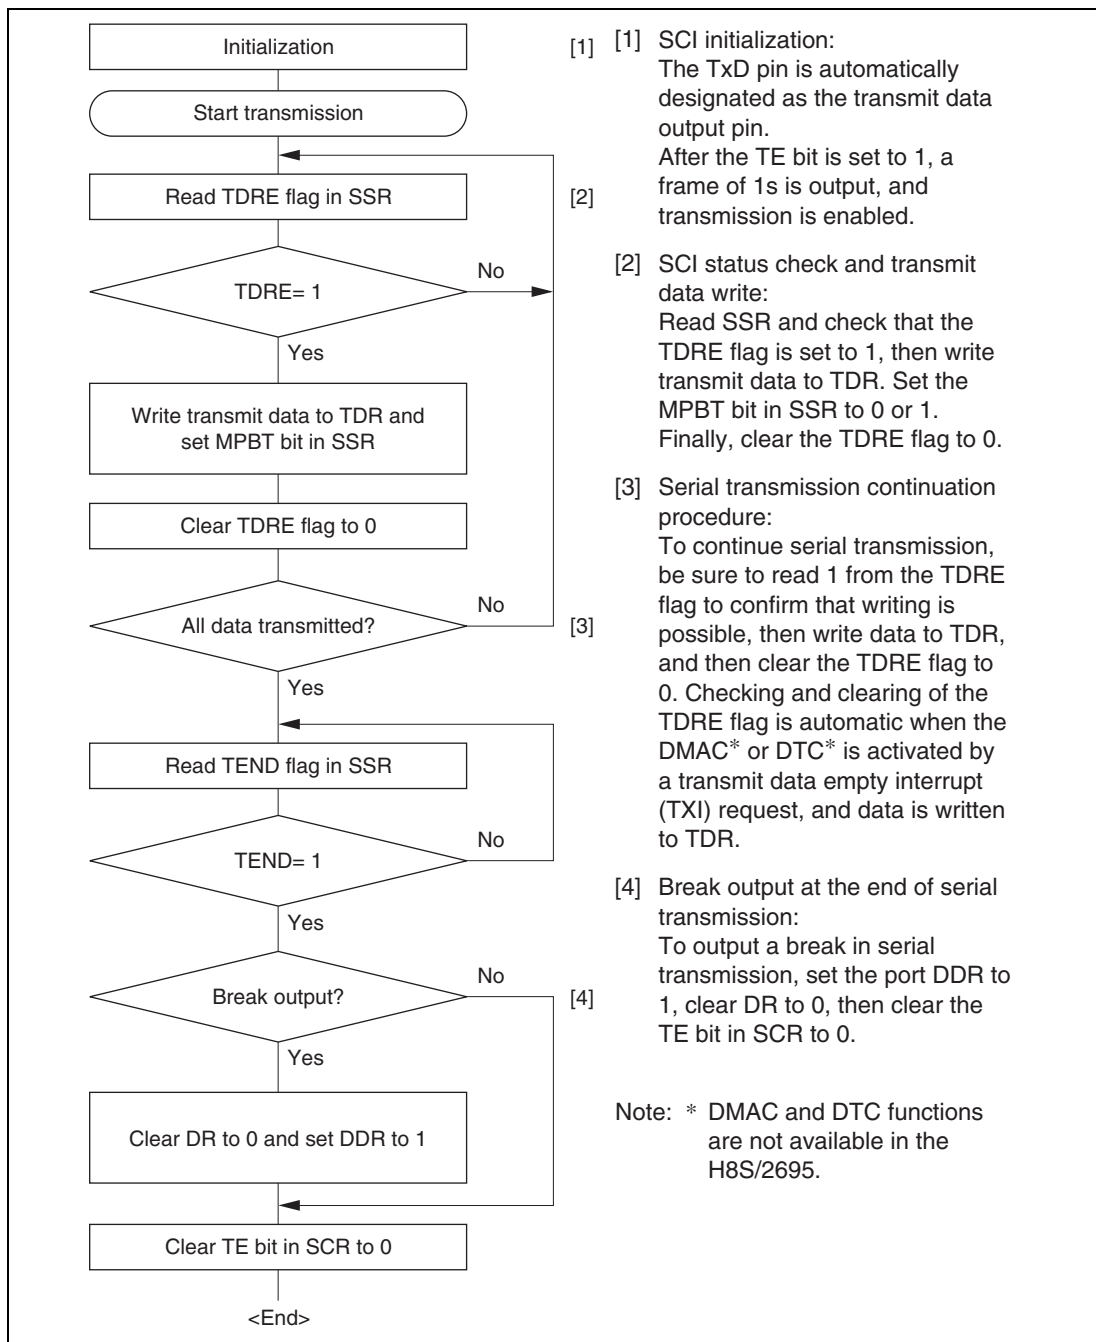 Initialization
[1]
Start transmission
Read TDRE flag in SSR
[2]
No
TDRE= 1
Yes
Write transmit data to TDR and
set MPBT bit in SSR
Clear TDRE flag to 0
No
All data transmitted?
[3]
Yes
Read TEND flag in SSR
No
TEND= 1
Yes
No
Break output?
[4]
Yes
Clear DR to 0 and set DDR to 1
Clear TE bit in SCR to 0
<End>
[1] SCI initialization:
The TxD pin is automatically
designated as the transmit data
output pin.
After the TE bit is set to 1, a
frame of 1s is output, and
transmission is enabled.
[2] SCI status check and transmit
data write:
Read SSR and check that the
TDRE flag is set to 1, then write
transmit data to TDR. Set the
MPBT bit in SSR to 0 or 1.
Finally, clear the TDRE flag to 0.
[3] Serial transmission continuation
procedure:
To continue serial transmission,
be sure to read 1 from the TDRE
flag to confirm that writing is
possible, then write data to TDR,
and then clear the TDRE flag to
0. Checking and clearing of the
TDRE flag is automatic when the
DMAC* or DTC* is activated by
a transmit data empty interrupt
(TXI) request, and data is written
to TDR.
[4] Break output at the end of serial
transmission:
To output a break in serial
transmission, set the port DDR to
1, clear DR to 0, then clear the
TE bit in SCR to 0.
Note: * DMAC and DTC functions
are not available in the
H8S/2695.